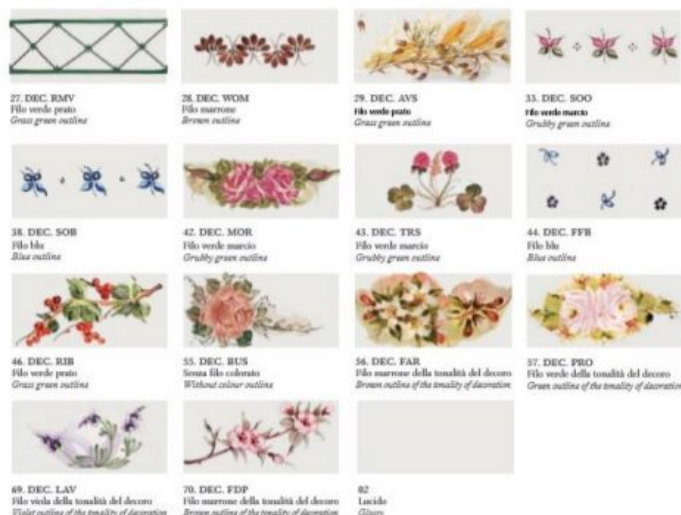 27. DEC. RMV
Filo verde prato
Grass green outline
28. DEC. WOM
Filo marrone
Brown outline
29. DEC. AVS
Filo verde prato
Grass green outline
33. DEC. SOO
Filo verde marcio
Grubby green outline
38. DEC. SOB
Filo blu
Blue outline
42. DEC. MOR
Filo verde marcio
Grubby green outline
43. DEC. TRS
Filo verde marcio
Grubby green outline
44. DEC. FFB
Filo blu
Blue outline
46. DEC. RIB
Filo verde prato
Grass green outline
55. DEC. BUS
Senza filo colorato
Without colour outline
56. DEC. FAR
Filo marrone della tonalità del decoro
Brown outline of the tonality of decoration
57. DEC. PRO
Filo verde della tonalità del decoro
Green outline of the tonality of decoration
69. DEC. LAV
Filo viola della tonalità del decoro
Violet outline of the tonality of decoration
70. DEC. FDP
Filo marrone della tonalità del decoro
Brown outline of the tonality of decoration
02
Lucido
Glossy